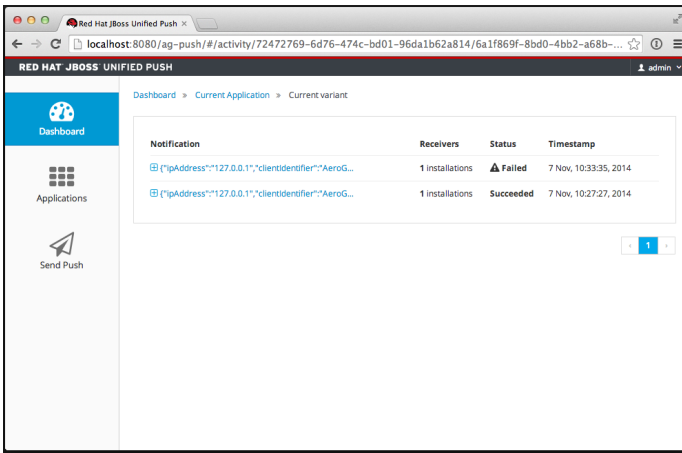 Red Hat JBoss Unified Push ×
localhost:8080/ag-push/#/activity/72472769-6d76-474c-bd01-96da1b62a814/6a1f869f-8bd0-4bb2-a68b-...
RED HAT JBOSS UNIFIED PUSH admin
Dashboard » Current Application » Current variant
Dashboard
Notification Receivers Status Timestamp
{"ipAddress":"127.0.0.1","clientIdentifier":"AeroG... 1 installations Failed 7 Nov, 10:33:35, 2014
{"ipAddress":"127.0.0.1","clientIdentifier":"AeroG... 1 installations Succeeded 7 Nov, 10:27:27, 2014
Applications
‹ 1 ›
Send Push